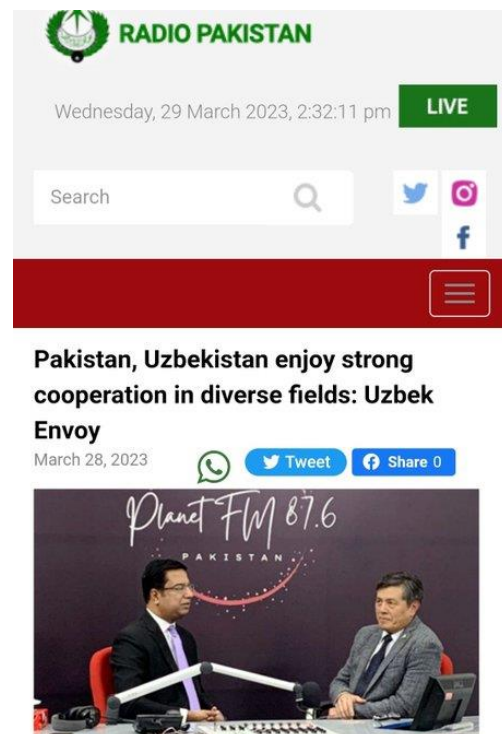 RADIO PAKISTAN
Wednesday, 29 March 2023, 2:32:11 pm
LIVE
Search
Pakistan, Uzbekistan enjoy strong
cooperation in diverse fields: Uzbek
Envoy
March 28, 2023
Tweet
Share 0
Planet FM 87.6
PAKISTAN